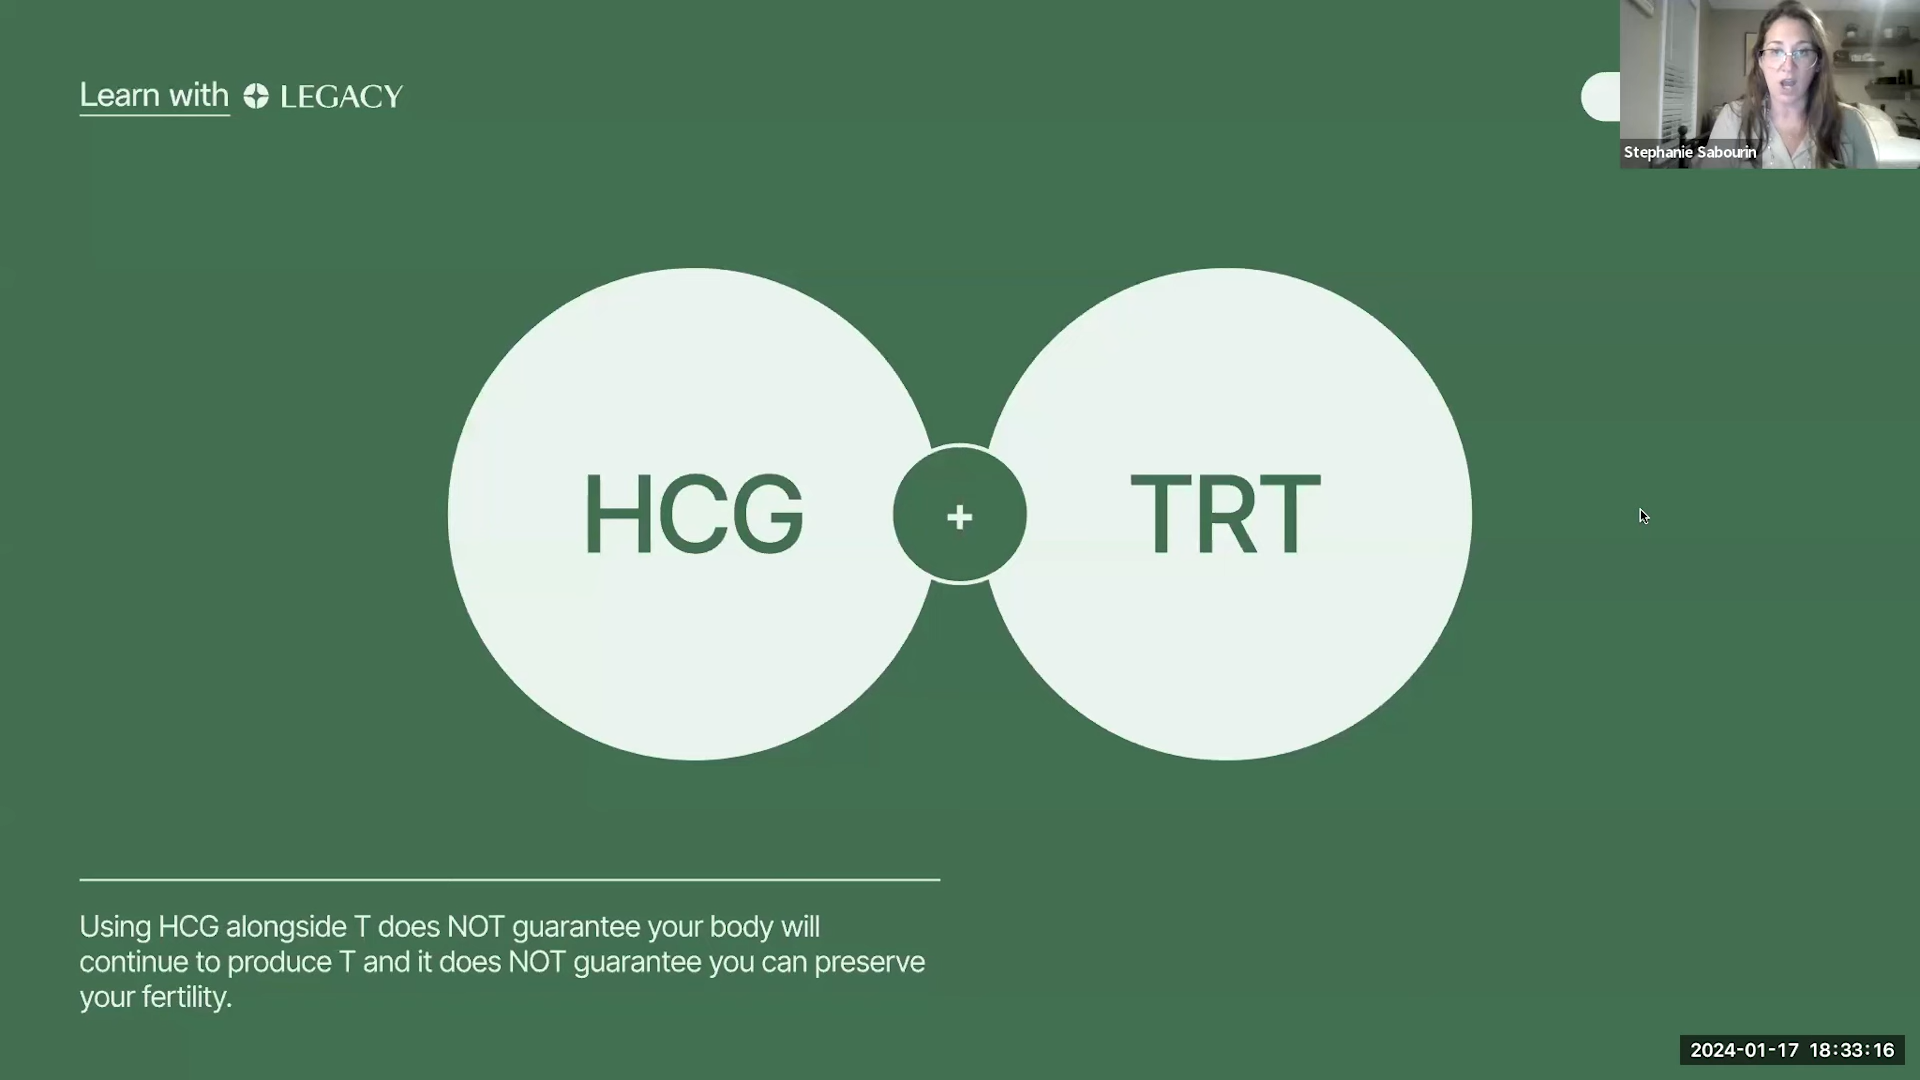 Learn with LEGACY
Stephanie Sabourin
HCG + TRT
Using HCG alongside T does NOT guarantee your body will
continue to produce T and it does NOT guarantee you can preserve
your fertility.
2024-01-17 18:33:16